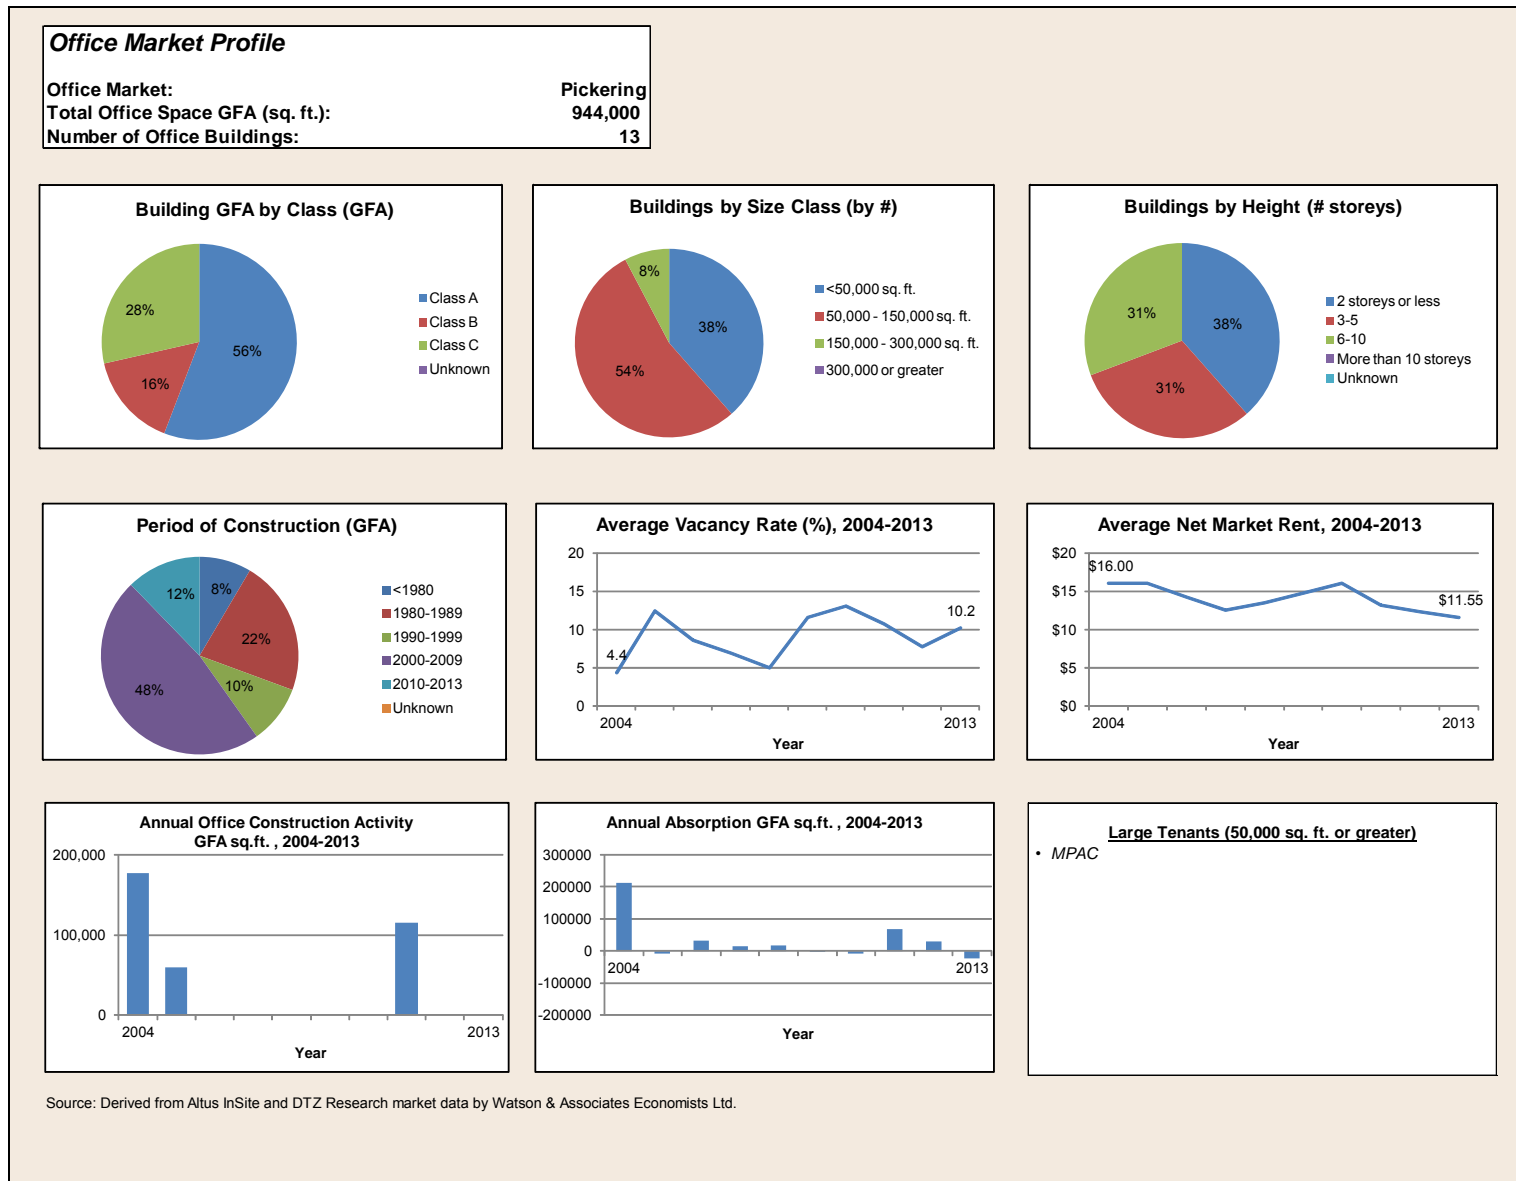 Office Market Profile
Office Market: Pickering
Total Office Space GFA (sq. ft.): 944,000
Number of Office Buildings: 13
Building GFA by Class (GFA)
28%
56%
16%
Class A
Class B
Class C
Unknown
Buildings by Size Class (by #)
8%
38%
54%
<50,000 sq. ft.
50,000 - 150,000 sq. ft.
150,000 - 300,000 sq. ft.
300,000 or greater
Buildings by Height (# storeys)
31%
38%
31%
2 storeys or less
3-5
6-10
More than 10 storeys
Unknown
Period of Construction (GFA)
12%
8%
22%
10%
48%
<1980
1980-1989
1990-1999
2000-2009
2010-2013
Unknown
Average Vacancy Rate (%), 2004-2013
20
15
10
5
0
4.4
10.2
2004 2013
Year
Average Net Market Rent, 2004-2013
$20
$15
$10
$5
$0
$16.00
$11.55
2004 2013
Year
Annual Office Construction Activity
GFA sq.ft. , 2004-2013
200,000
100,000
0
2004 2013
Year
Annual Absorption GFA sq.ft. , 2004-2013
300000
200000
100000
0
-100000
-200000
2004 2013
Year
Large Tenants (50,000 sq. ft. or greater)
• MPAC
Source: Derived from Altus InSite and DTZ Research market data by Watson & Associates Economists Ltd.